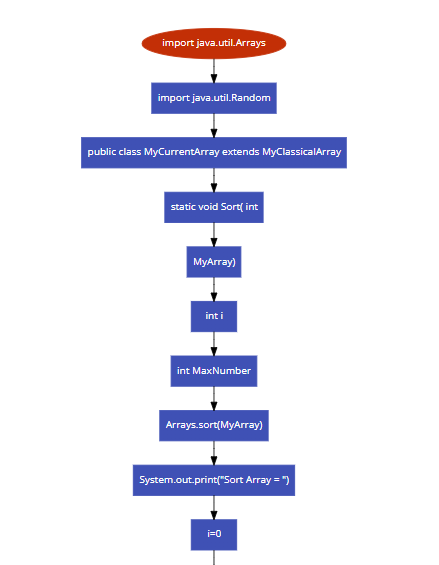 import java.util.Arrays
import java.util.Random
public class MyCurrentArray extends MyClassicalArray
static void Sort( int
MyArray)
int i
int MaxNumber
Arrays.sort(MyArray)
System.out.print("Sort Array = ")
i=0